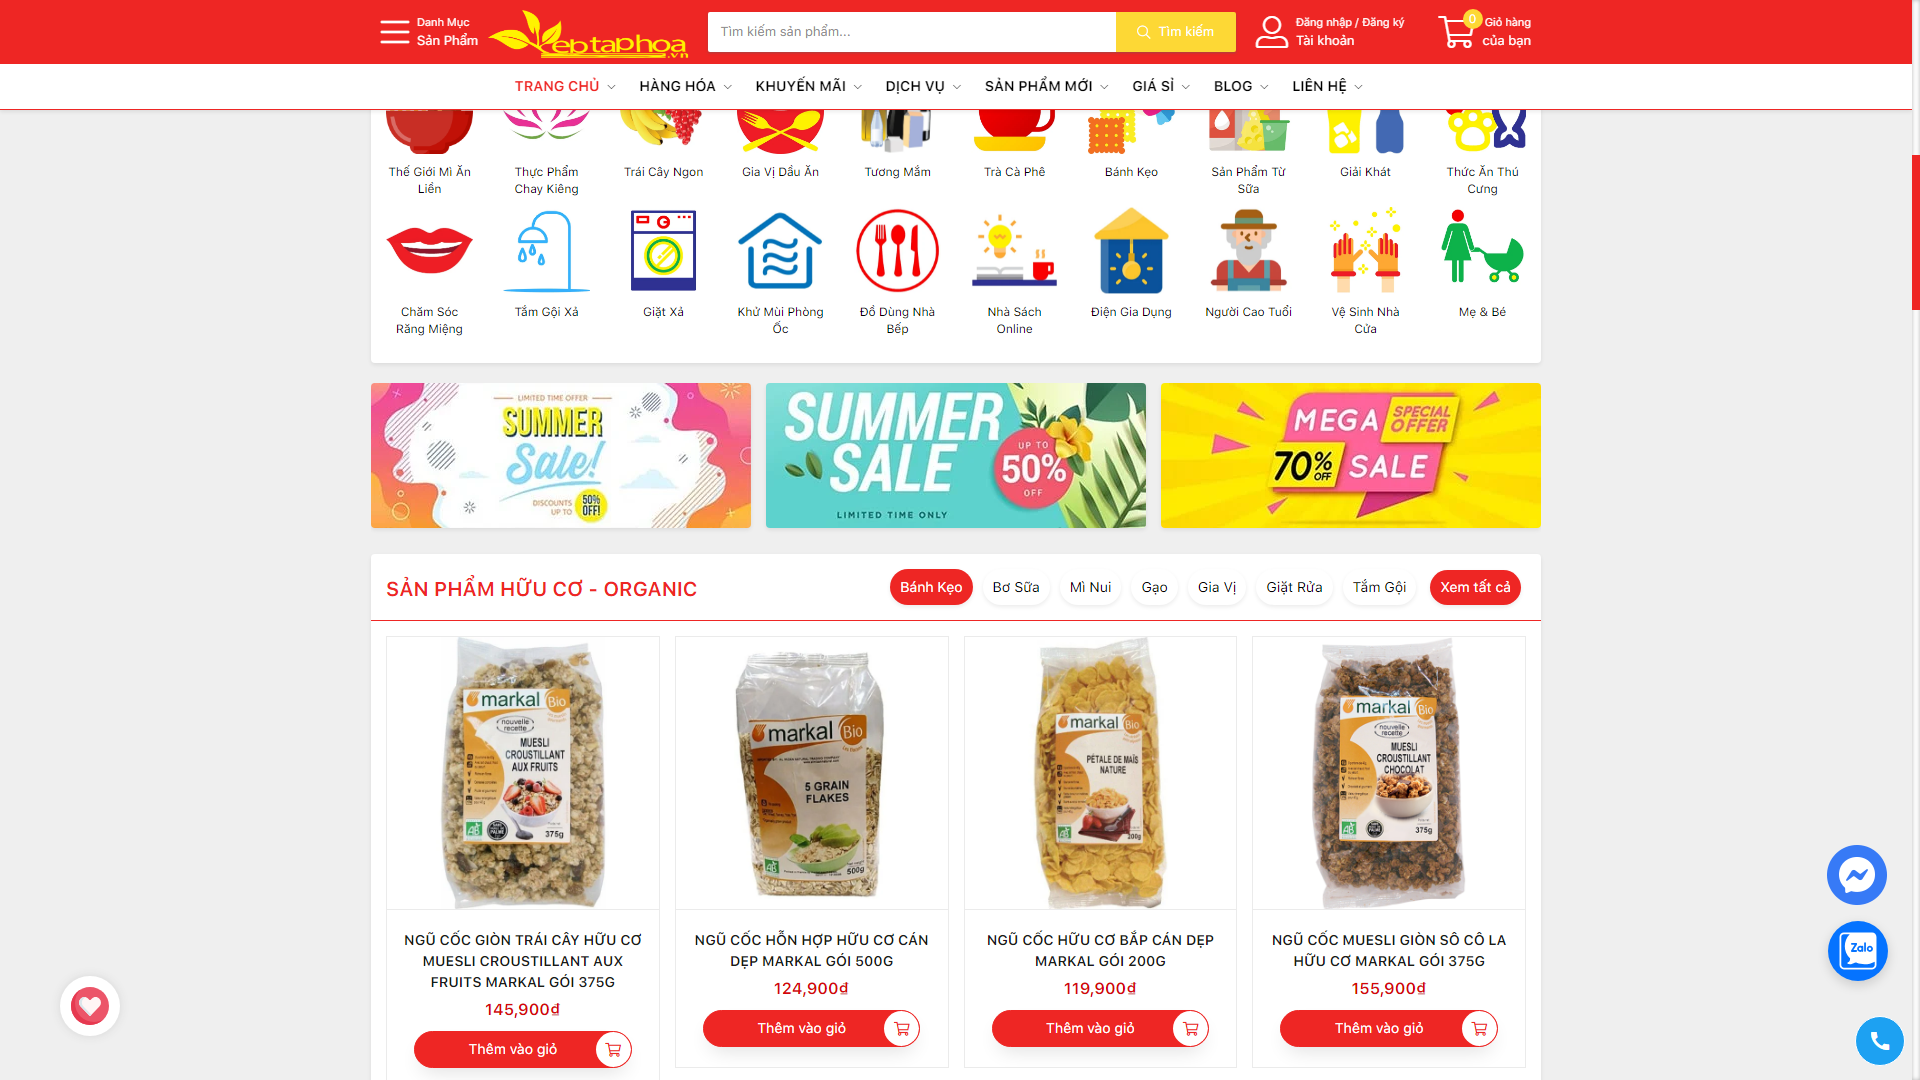 Danh Mục
Sản Phẩm
ebtaphoa
.vn
Tìm kiếm sản phẩm...
Tìm kiếm
Đăng nhập / Đăng ký
Tài khoản
0
Giỏ hàng
của bạn
TRANG CHỦ
HÀNG HÓA
KHUYẾN MÃI
DỊCH VỤ
SẢN PHẨM MỚI
GIÁ SỈ
BLOG
LIÊN HỆ
Thế Giới Mì Ăn
Liền
Thực Phẩm
Chay Kiêng
Trái Cây Ngon
Gia Vị Dầu Ăn
Tương Mắm
Trà Cà Phê
Bánh Kẹo
Sản Phẩm Từ
Sữa
Giải Khát
Thức Ăn Thú
Cưng
Chăm Sóc
Răng Miệng
Tắm Gội Xả
Giặt Xả
Khử Mùi Phòng
Ốc
Đồ Dùng Nhà
Bếp
Nhà Sách
Online
Điện Gia Dụng
Người Cao Tuổi
Vệ Sinh Nhà
Cửa
Mẹ & Bé
LIMITED TIME OFFER
SUMMER
Sale!
DISCOUNTS
UP TO
50%
OFF!
SUMMER
SALE
UP TO
50%
OFF
LIMITED TIME ONLY
MEGA
SPECIAL
OFFER
70%
OFF
SALE
SẢN PHẨM HỮU CƠ - ORGANIC
Bánh Kẹo
Bơ Sữa
Mì Nui
Gạo
Gia Vị
Giặt Rửa
Tắm Gội
Xem tất cả
markal
Bio
nouvelle
recette
MUESLI
CROUSTILLANT
AUX FRUITS
AB
375g
markal
Bio
5 GRAIN
FLAKES
AB
500g
markal
Bio
PÉTALE DE MAÏS
NATURE
AB
200g
markal
Bio
nouvelle
recette
MUESLI
CROUSTILLANT
CHOCOLAT
AB
375g
NGŨ CỐC GIÒN TRÁI CÂY HỮU CƠ
MUESLI CROUSTILLANT AUX
FRUITS MARKAL GÓI 375G
145,900₫
Thêm vào giỏ
NGŨ CỐC HỖN HỢP HỮU CƠ CÁN
DẸP MARKAL GÓI 500G
124,900₫
Thêm vào giỏ
NGŨ CỐC HỮU CƠ BẮP CÁN DẸP
MARKAL GÓI 200G
119,900₫
Thêm vào giỏ
NGŨ CỐC MUESLI GIÒN SÔ CÔ LA
HỮU CƠ MARKAL GÓI 375G
155,900₫
Thêm vào giỏ
Zalo